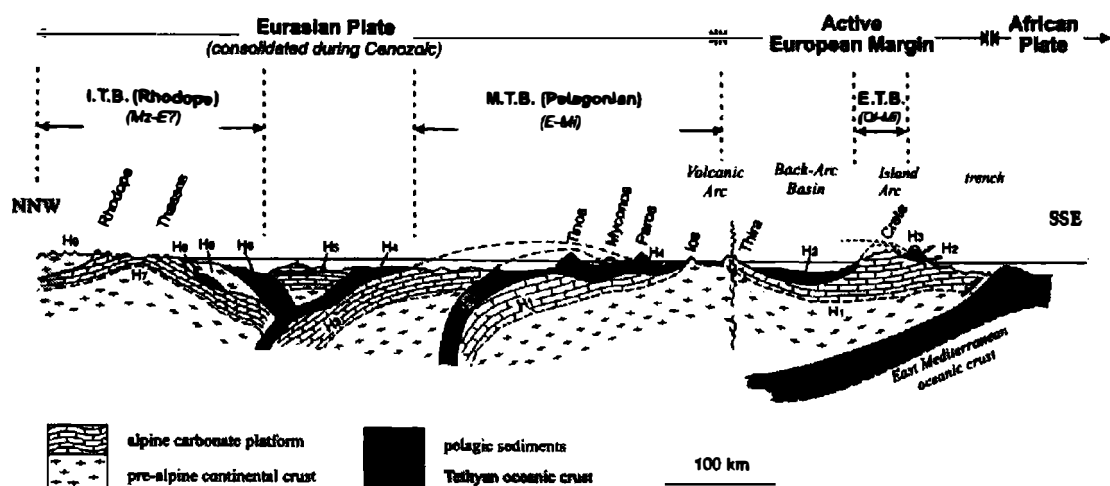 Eurasian Plate
(consolidated during Cenozoic)
Active
European Margin
African
Plate
I.T.B. (Rhodope)
(Mz-E?)
M.T.B. (Pelagonian)
(E-Mi)
E.T.B.
Volcanic
Arc
Back-Arc
Basin
Island
Arc
trench
NNW
SSE
Rhodope
Thassos
Tinos
Myconos
Paros
Ios
Thira
Crete
H9
H7
H8
H6
H5
H4
H4
H3
H3
H2
H1
East Mediterranean
oceanic crust
alpine carbonate platform
pelagic sediments
pre-alpine continental crust
Tethyan oceanic crust
100 km